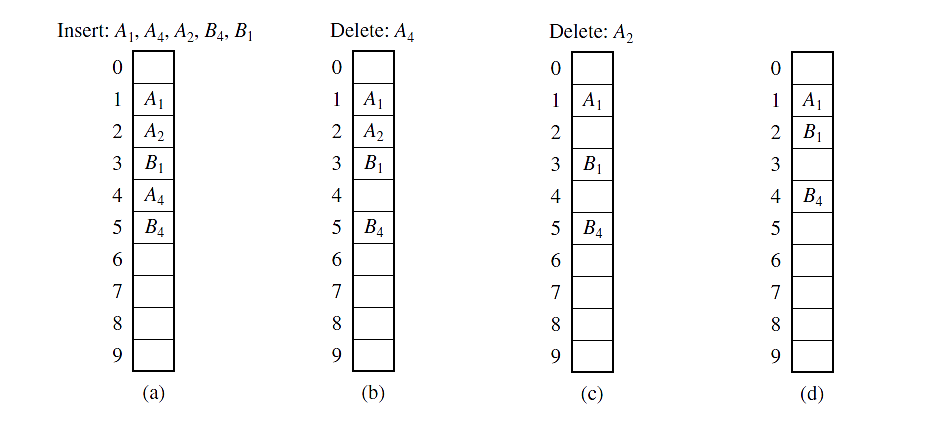 Insert: A₁, A₄, A₂, B₄, B₁
0
1 A₁
2 A₂
3 B₁
4 A₄
5 B₄
6
7
8
9
(a)
Delete: A₄
0
1 A₁
2 A₂
3 B₁
4
5 B₄
6
7
8
9
(b)
Delete: A₂
0
1 A₁
2
3 B₁
4
5 B₄
6
7
8
9
(c)
0
1 A₁
2 B₁
3
4 B₄
5
6
7
8
9
(d)